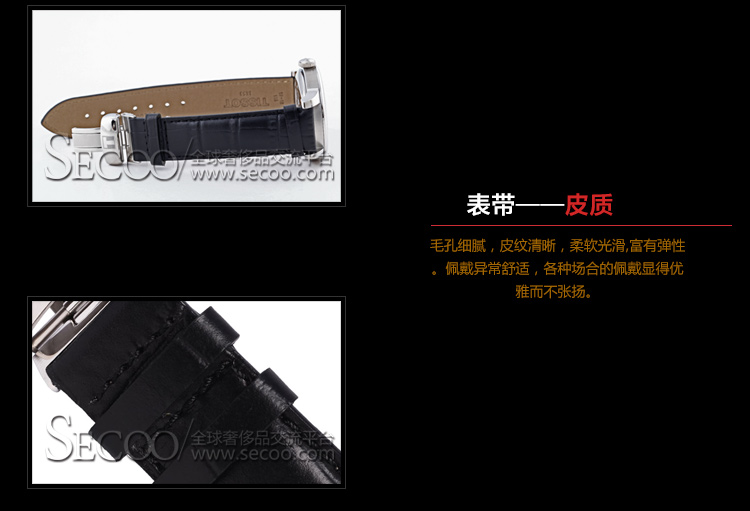 TISSOT
SECOO/全球奢侈品交流平台
www.secoo.com
表带——皮质
毛孔细腻，皮纹清晰，柔软光滑,富有弹性
。佩戴异常舒适，各种场合的佩戴显得优
雅而不张扬。
SECOO/全球奢侈品交流平台
www.secoo.com